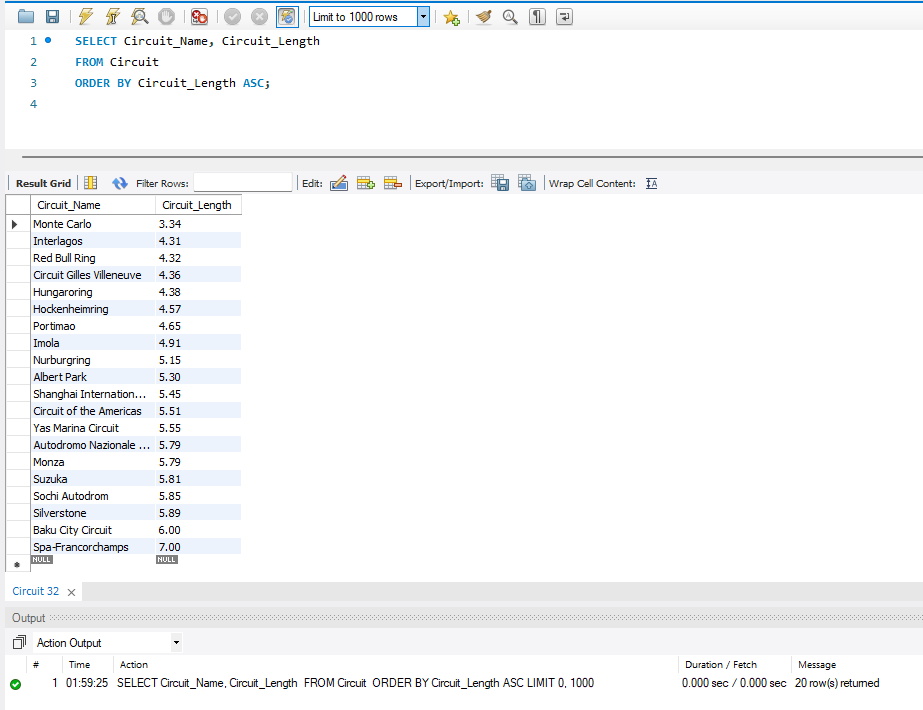 Limit to 1000 rows
1 SELECT Circuit_Name, Circuit_Length
2 FROM Circuit
3 ORDER BY Circuit_Length ASC;
4
Result Grid Filter Rows: Edit: Export/Import: Wrap Cell Content: IA
Circuit_Name Circuit_Length
Monte Carlo 3.34
Interlagos 4.31
Red Bull Ring 4.32
Circuit Gilles Villeneuve 4.36
Hungaroring 4.38
Hockenheimring 4.57
Portimao 4.65
Imola 4.91
Nurburgring 5.15
Albert Park 5.30
Shanghai Internation... 5.45
Circuit of the Americas 5.51
Yas Marina Circuit 5.55
Autodromo Nazionale ... 5.79
Monza 5.79
Suzuka 5.81
Sochi Autodrom 5.85
Silverstone 5.89
Baku City Circuit 6.00
Spa-Francorchamps 7.00
NULL NULL
Circuit 32
Output
Action Output
# Time Action Duration / Fetch Message
1 01:59:25 SELECT Circuit_Name, Circuit_Length FROM Circuit ORDER BY Circuit_Length ASC LIMIT 0, 1000 0.000 sec / 0.000 sec 20 row(s) returned